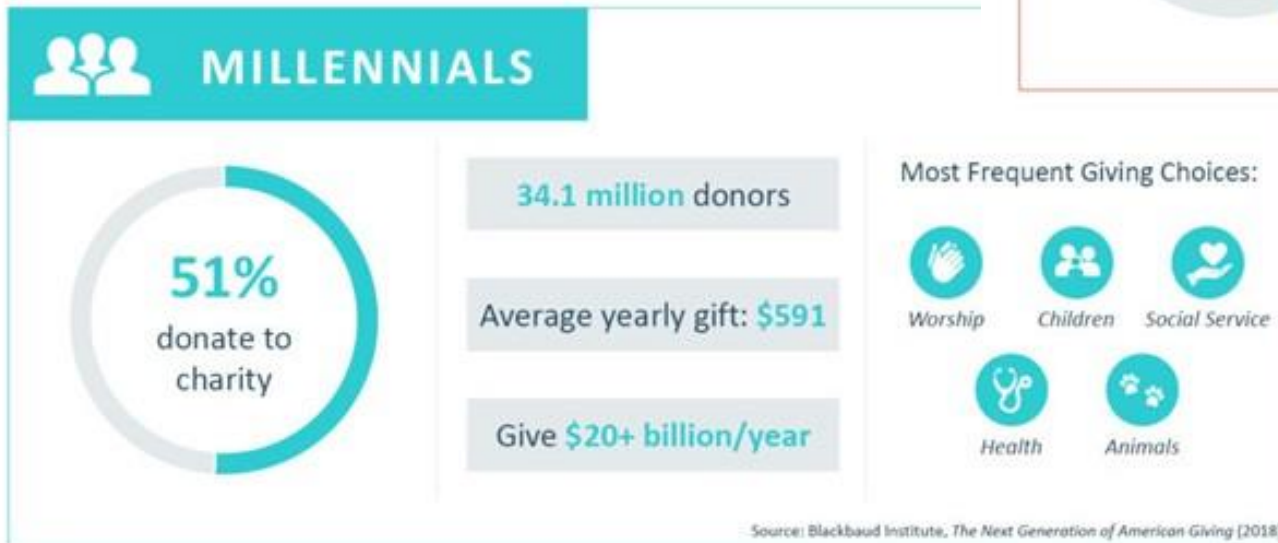 MILLENNIALS
51%
donate to
charity
34.1 million donors
Average yearly gift: $591
Give $20+ billion/year
Most Frequent Giving Choices:
Worship
Children
Social Service
Health
Animals
Source: Blackbaud Institute, The Next Generation of American Giving (2018